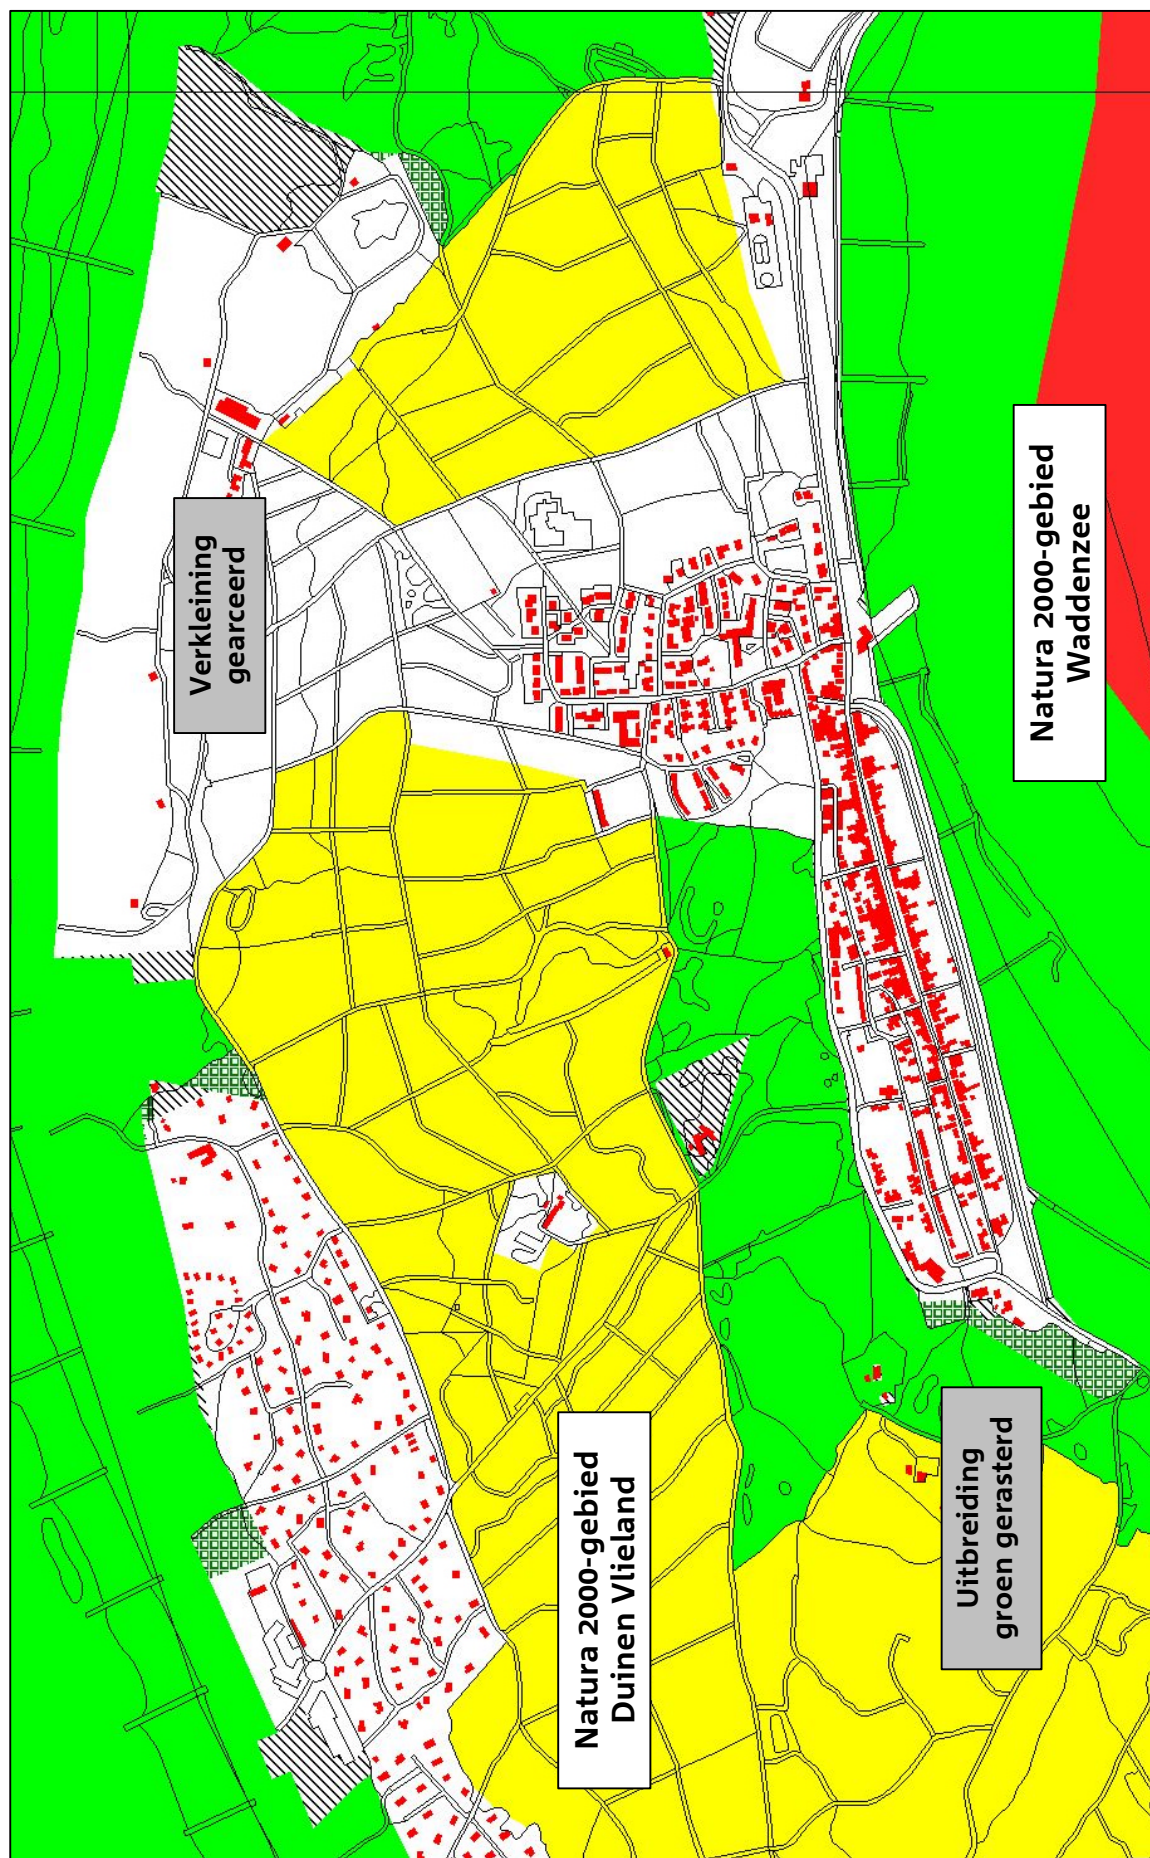 Verkleining
gearceerd
Natura 2000-gebied
Waddenzee
Natura 2000-gebied
Duinen Vlieland
Uitbreiding
groen gerasterd